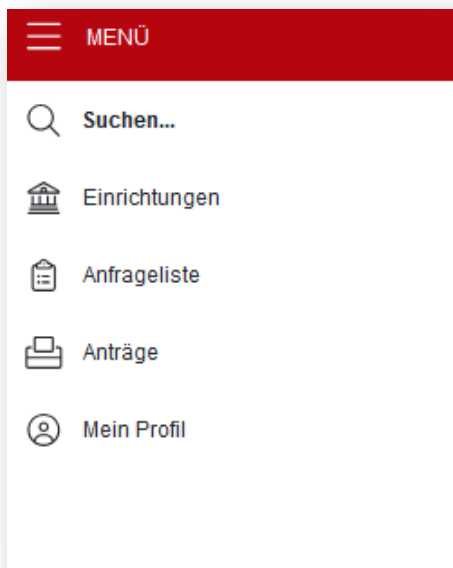 MENÜ
Suchen...
Einrichtungen
Anfrageliste
Anträge
Mein Profil